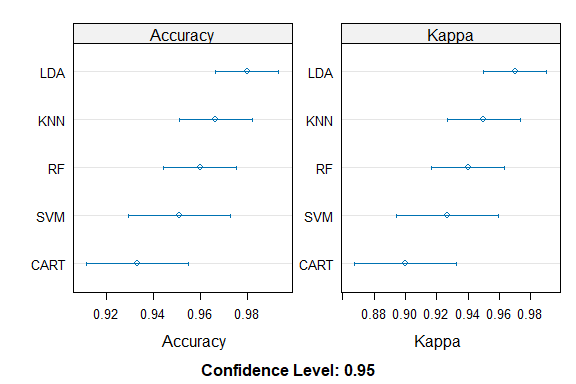 Accuracy
Kappa
LDA
KNN
RF
SVM
CART
LDA
KNN
RF
SVM
CART
0.92 0.94 0.96 0.98
0.88 0.90 0.92 0.94 0.96 0.98
Accuracy
Kappa
Confidence Level: 0.95